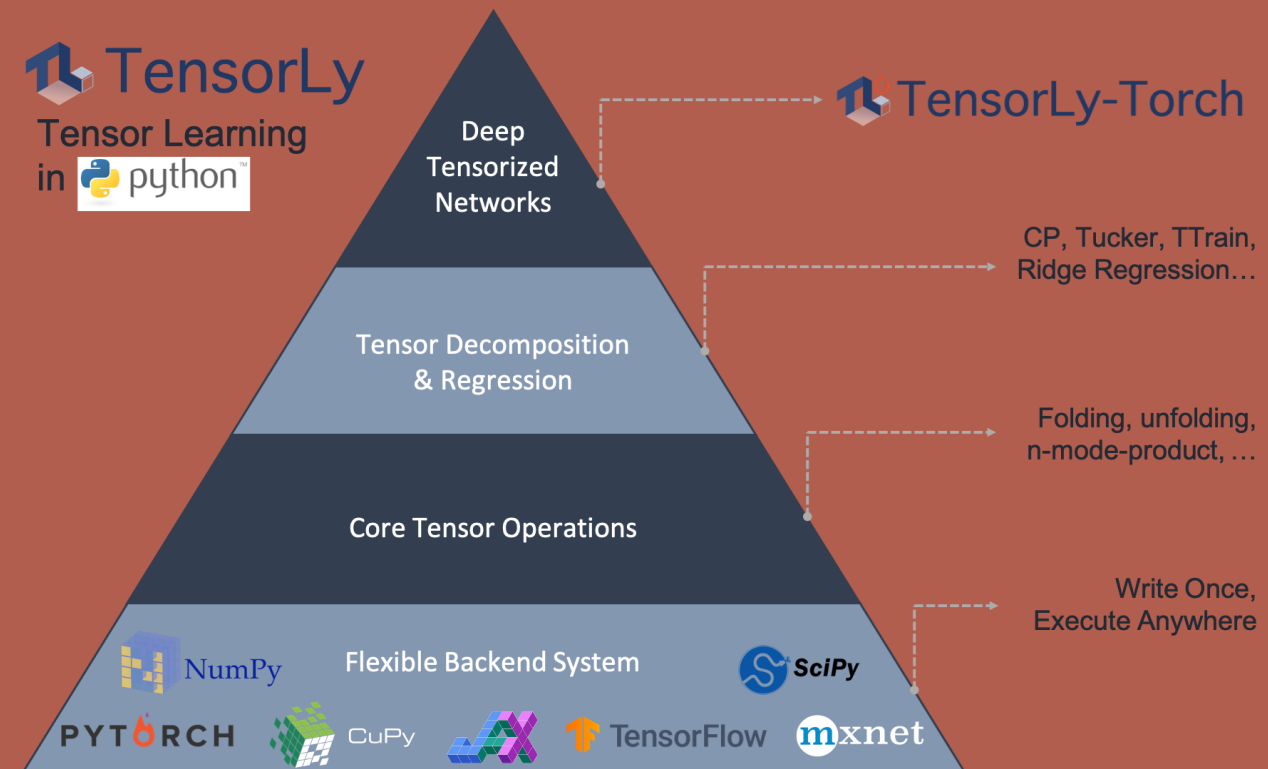 TensorLy
Tensor Learning
in python™
TensorLy-Torch
Deep
Tensorized
Networks
CP, Tucker, TTrain,
Ridge Regression…
Tensor Decomposition
& Regression
Folding, unfolding,
n-mode-product, …
Core Tensor Operations
Write Once,
Execute Anywhere
NumPy
Flexible Backend System
SciPy
PYTORCH
CuPy
JAX
TensorFlow
mxnet